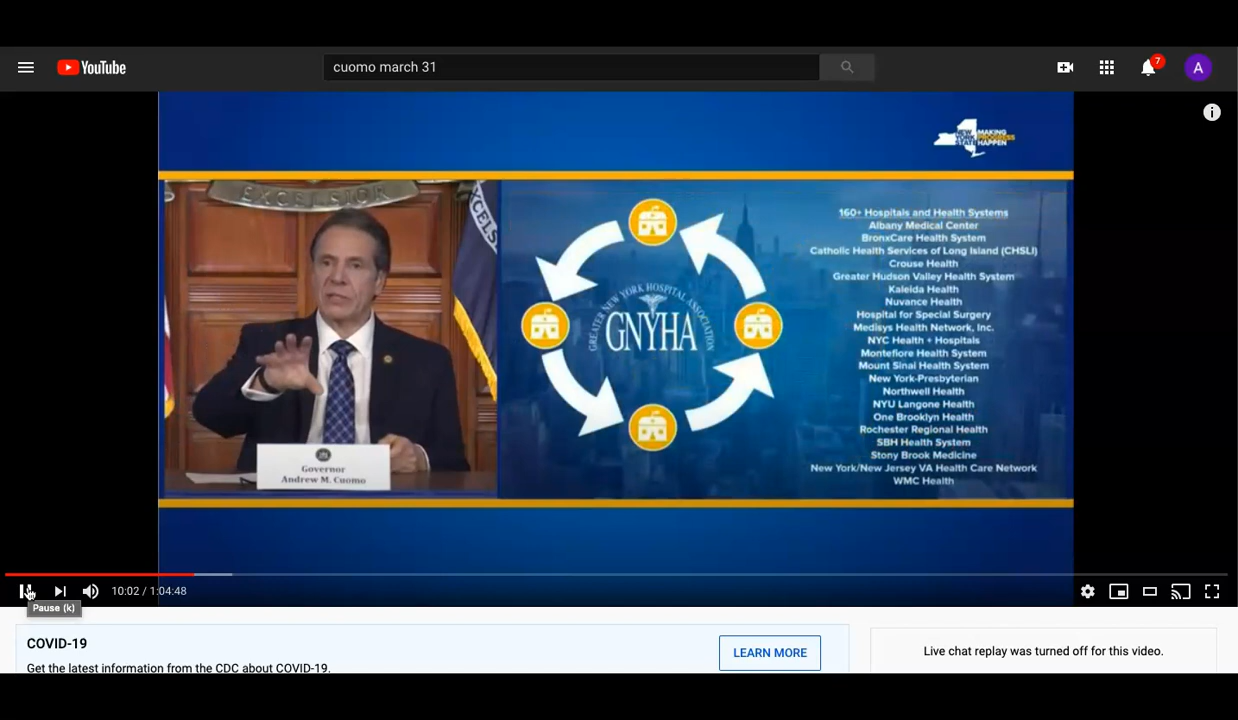 YouTube
cuomo march 31
7
A
NEW YORK STATE
MAKING
PROGRESS
HAPPEN
EXCELSIOR
EXCELS
GREATER NEW YORK HOSPITAL ASSOCIATION
GNYHA
160+ Hospitals and Health Systems
Albany Medical Center
BronxCare Health System
Catholic Health Services of Long Island (CHSLI)
Crouse Health
Greater Hudson Valley Health System
Kaleida Health
Nuvance Health
Hospital for Special Surgery
Medisys Health Network, Inc.
NYC Health + Hospitals
Montefiore Health System
Mount Sinai Health System
New York-Presbyterian
Northwell Health
NYU Langone Health
One Brooklyn Health
Rochester Regional Health
SBH Health System
Stony Brook Medicine
New York/New Jersey VA Health Care Network
WMC Health
Governor
Andrew M. Cuomo
10:02 / 1:04:48
Pause (k)
COVID-19
Get the latest information from the CDC about COVID-19.
LEARN MORE
Live chat replay was turned off for this video.